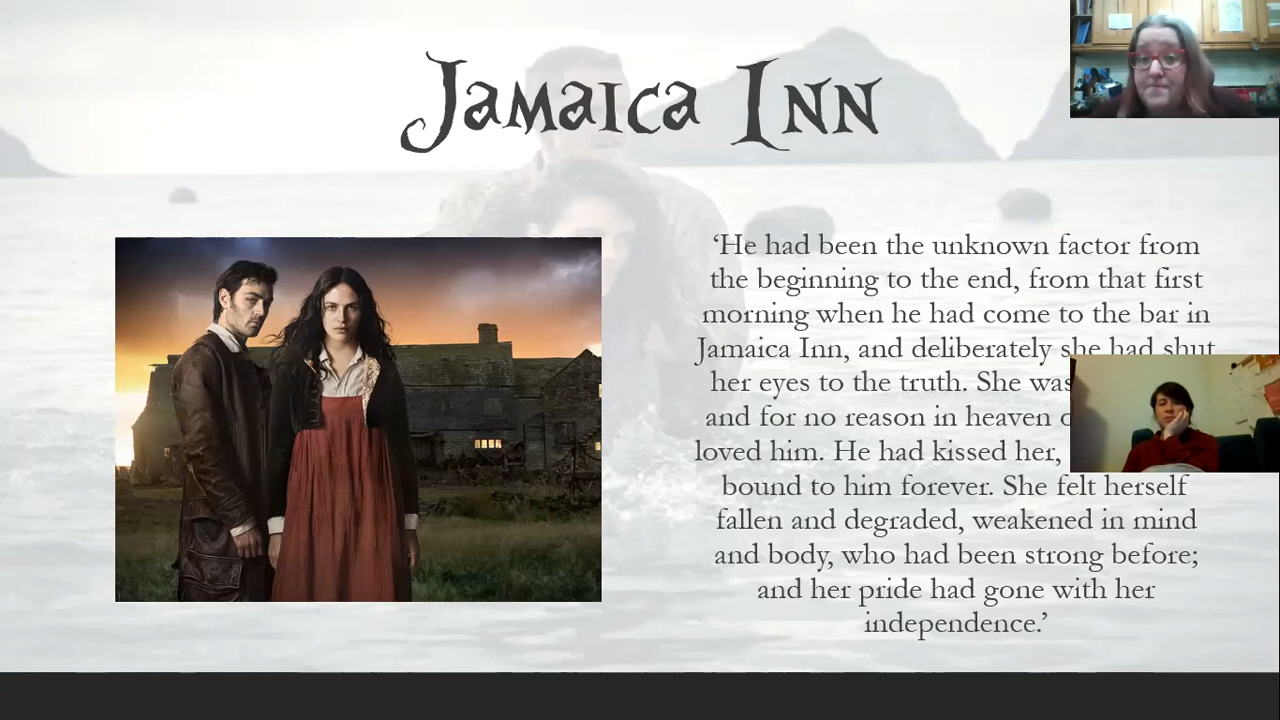 Jamaica Inn
‘He had been the unknown factor from
the beginning to the end, from that first
morning when he had come to the bar in
Jamaica Inn, and deliberately she had shut
her eyes to the truth. She was
and for no reason in heaven
loved him. He had kissed her,
bound to him forever. She felt herself
fallen and degraded, weakened in mind
and body, who had been strong before;
and her pride had gone with her
independence.’